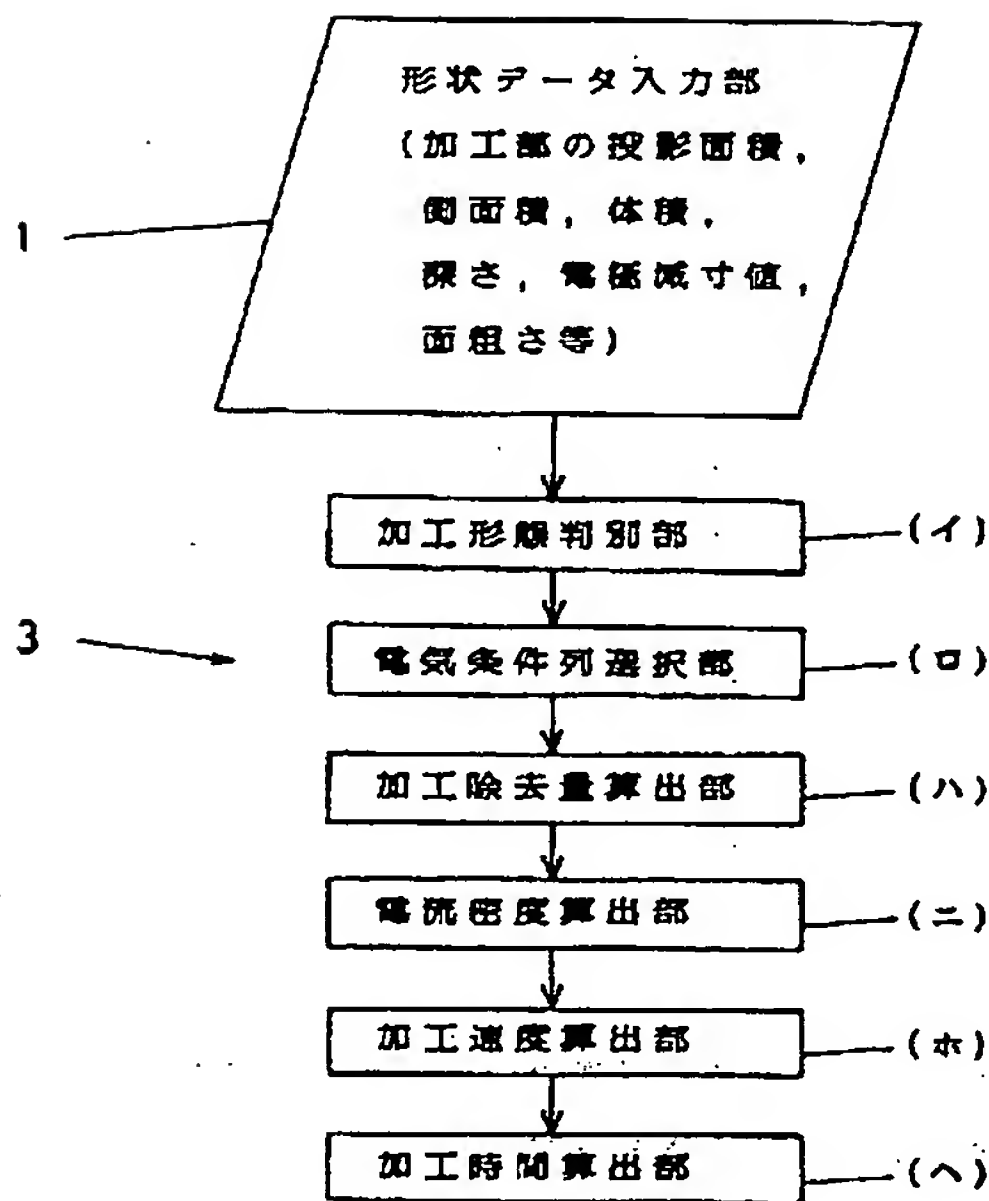 形状データ入力部
(加工部の投影面積,
側面積, 体積,
1
深さ, 電極減寸値,
面粗さ等)
加工形態判別部 (イ)
3
電気条件列選択部 (ロ)
加工除去量算出部 (ハ)
電流密度算出部 (ニ)
加工速度算出部 (ホ)
加工時間算出部 (ヘ)